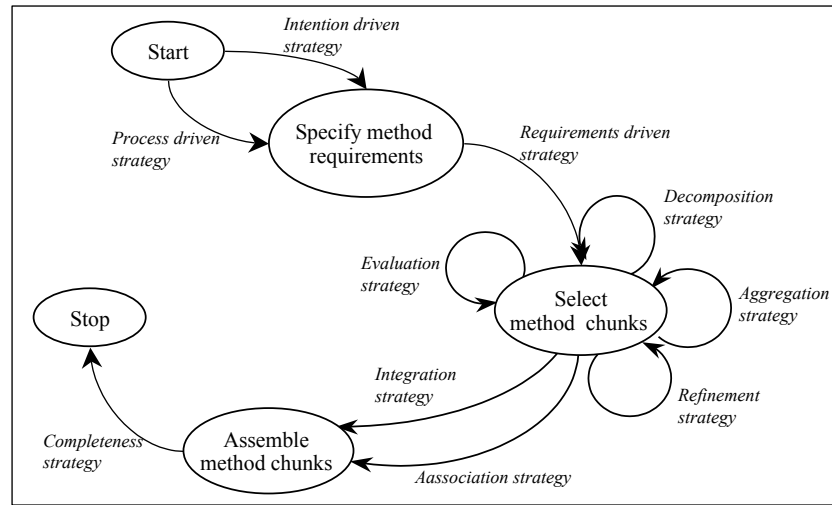 Start
Intention driven
strategy
Process driven
strategy
Specify method
requirements
Requirements driven
strategy
Decomposition
strategy
Evaluation
strategy
Select
method chunks
Aggregation
strategy
Refinement
strategy
Stop
Integration
strategy
Completeness
strategy
Assemble
method chunks
Aassociation strategy